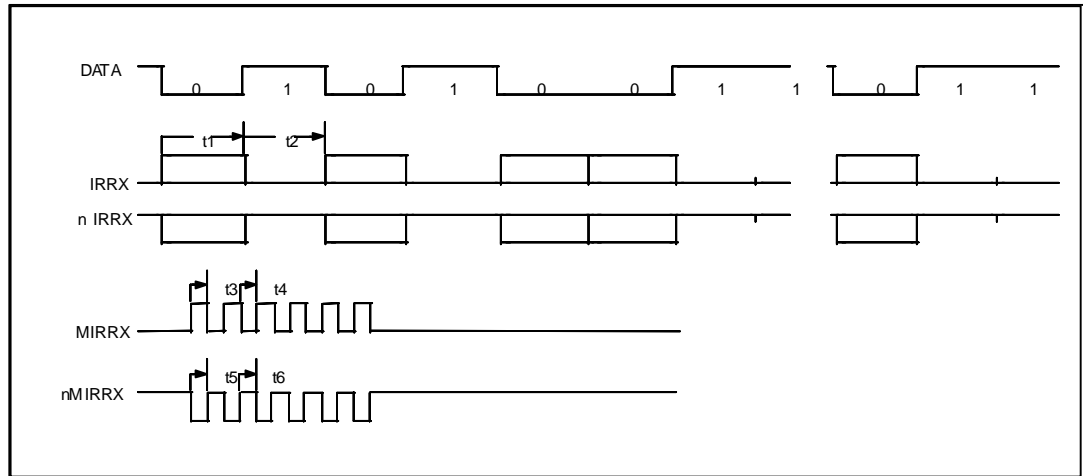 DATA
0 1 0 1 0 0 1 1 0 1 1
t1 t2
IRRX
n IRRX
t3 t4
MIRRX
t5 t6
nMIRRX